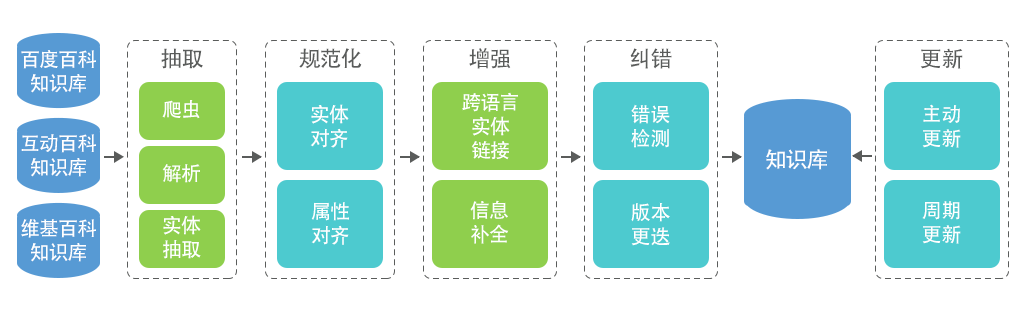 百度百科
知识库
互动百科
知识库
维基百科
知识库
抽取
爬虫
解析
实体
抽取
规范化
实体
对齐
属性
对齐
增强
跨语言
实体
链接
信息
补全
纠错
错误
检测
版本
更迭
知识库
更新
主动
更新
周期
更新